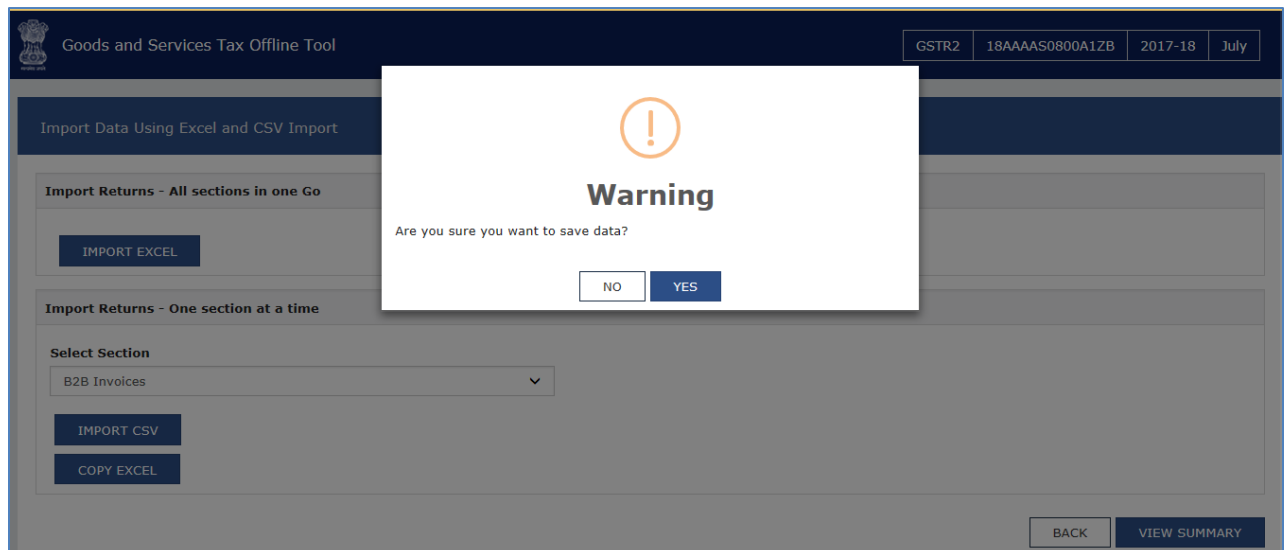 Goods and Services Tax Offline Tool
GSTR2 18AAAAS0800A1ZB 2017-18 July
Import Data Using Excel and CSV Import
Warning
Are you sure you want to save data?
NO YES
Import Returns - All sections in one Go
IMPORT EXCEL
Import Returns - One section at a time
Select Section
B2B Invoices
IMPORT CSV
COPY EXCEL
BACK VIEW SUMMARY